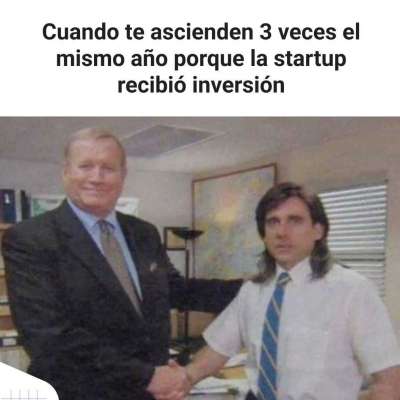 Cuando te ascienden 3 veces el
mismo año porque la startup
recibió inversión